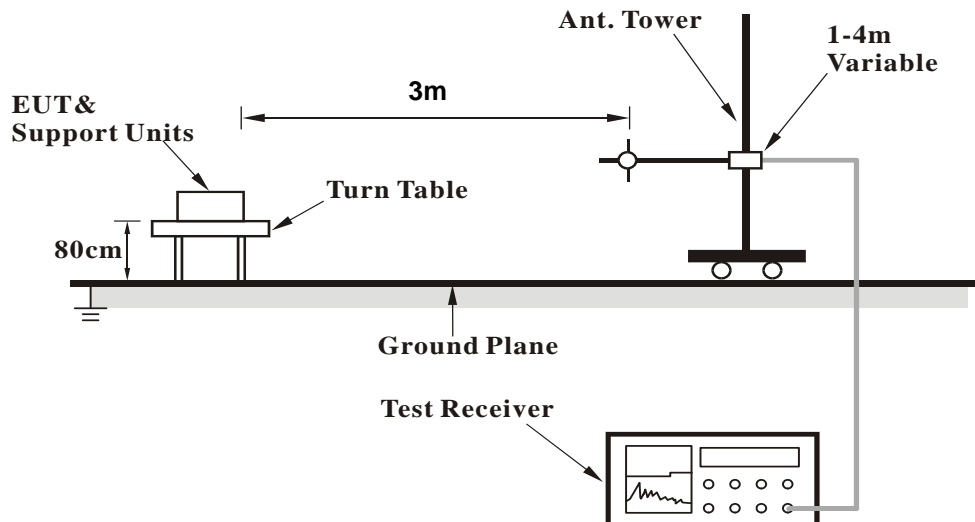 Ant. Tower
1-4m
Variable
3m
EUT&
Support Units
Turn Table
80cm
Ground Plane
Test Receiver